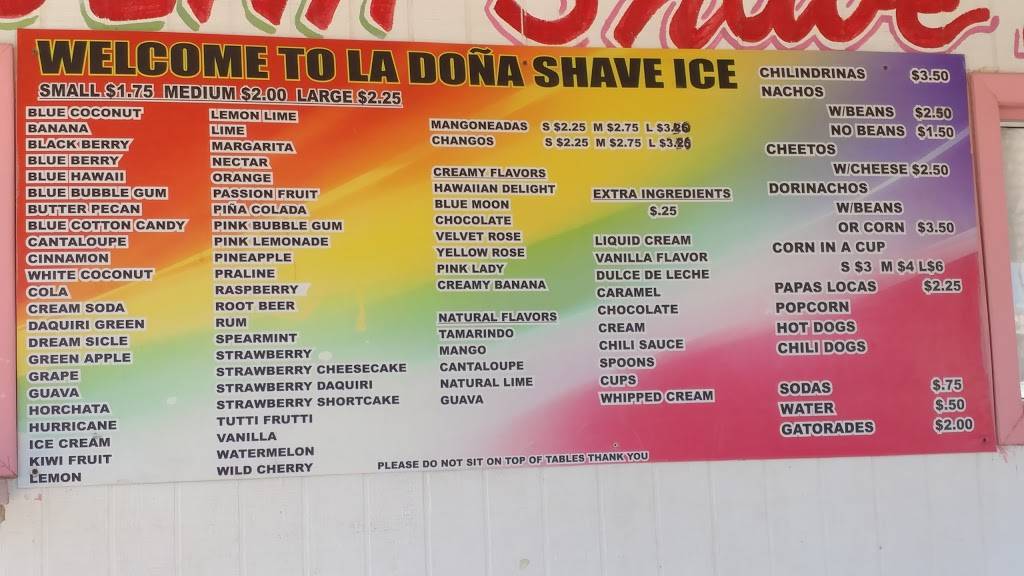 Shave
WELCOME TO LA DOÑA SHAVE ICE
SMALL $1.75 MEDIUM $2.00 LARGE $2.25
BLUE COCONUT
BANANA
BLACK BERRY
BLUE BERRY
BLUE HAWAII
BLUE BUBBLE GUM
BUTTER PECAN
BLUE COTTON CANDY
CANTALOUPE
CINNAMON
WHITE COCONUT
COLA
CREAM SODA
DAQUIRI GREEN
DREAM SICLE
GREEN APPLE
GRAPE
GUAVA
HORCHATA
HURRICANE
ICE CREAM
KIWI FRUIT
LEMON
LEMON LIME
LIME
MARGARITA
NECTAR
ORANGE
PASSION FRUIT
PIÑA COLADA
PINK BUBBLE GUM
PINK LEMONADE
PINEAPPLE
PRALINE
RASPBERRY
ROOT BEER
RUM
SPEARMINT
STRAWBERRY
STRAWBERRY CHEESECAKE
STRAWBERRY DAQUIRI
STRAWBERRY SHORTCAKE
TUTTI FRUTTI
VANILLA
WATERMELON
WILD CHERRY
MANGONEADAS S $2.25 M $2.75 L
CHANGOS S $2.25 M $2.75 L
CREAMY FLAVORS
HAWAIIAN DELIGHT
BLUE MOON
CHOCOLATE
VELVET ROSE
YELLOW ROSE
PINK LADY
CREAMY BANANA
NATURAL FLAVORS
TAMARINDO
MANGO
CANTALOUPE
NATURAL LIME
GUAVA
EXTRA INGREDIENTS
$.25
LIQUID CREAM
VANILLA FLAVOR
DULCE DE LECHE
CARAMEL
CHOCOLATE
CREAM
CHILI SAUCE
SPOONS
CUPS
WHIPPED CREAM
CHILINDRINAS $3.50
NACHOS
W/BEANS $2.50
NO BEANS $1.50
CHEETOS
W/CHEESE $2.50
DORINACHOS
W/BEANS
OR CORN $3.50
CORN IN A CUP
S $3 M $4 L$6
PAPAS LOCAS $2.25
POPCORN
HOT DOGS
CHILI DOGS
SODAS $.75
WATER $.50
GATORADES $2.00
PLEASE DO NOT SIT ON TOP OF TABLES THANK YOU